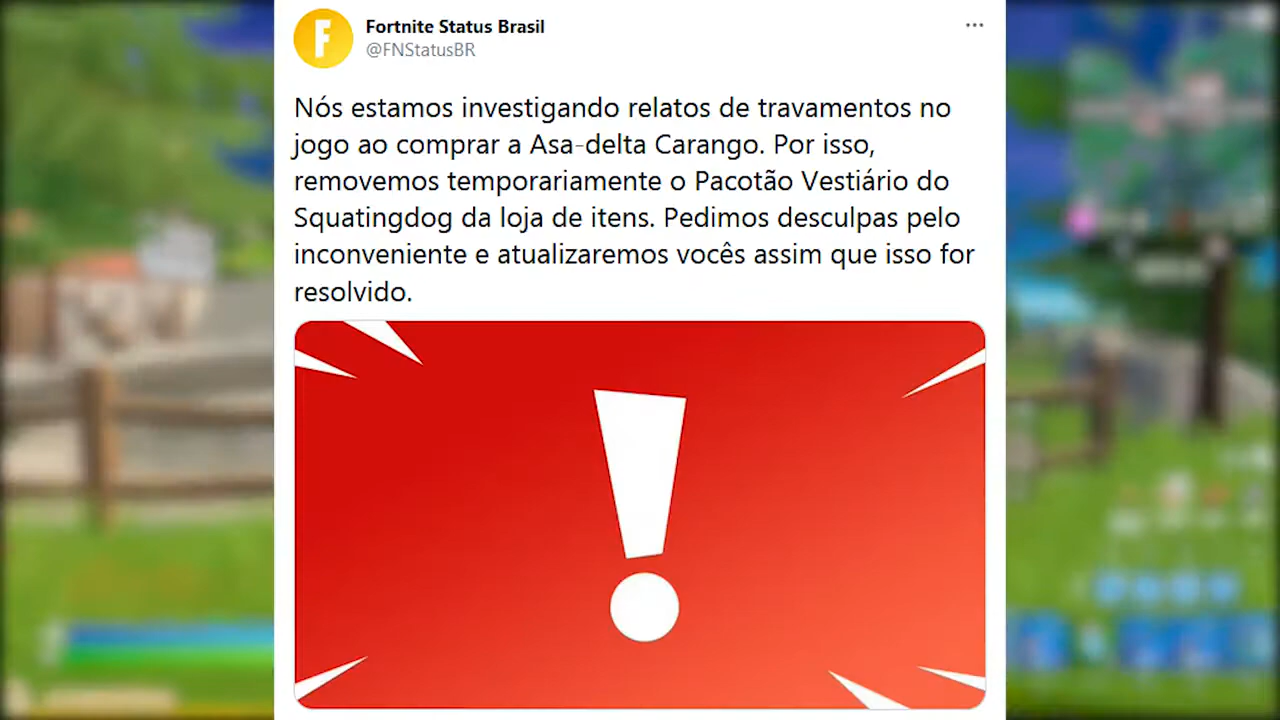 Fortnite Status Brasil
@FNStatusBR
Nós estamos investigando relatos de travamentos no
jogo ao comprar a Asa-delta Carango. Por isso,
removemos temporariamente o Pacotão Vestiário do
Squatingdog da loja de itens. Pedimos desculpas pelo
inconveniente e atualizaremos vocês assim que isso for
resolvido.
!